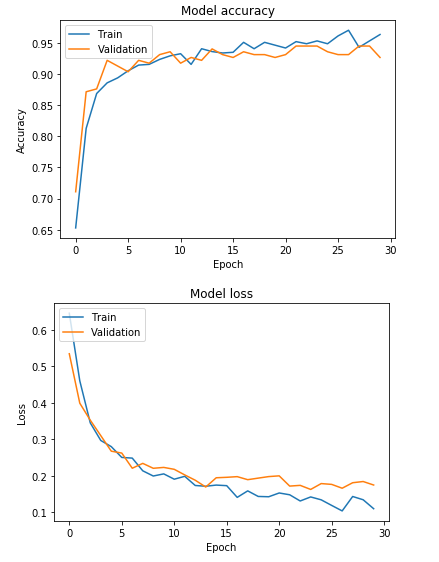 Model accuracy
Train
Validation
0.95
0.90
0.85
0.80
0.75
0.70
0.65
Accuracy
0 5 10 15 20 25 30
Epoch
Model loss
Train
Validation
0.6
0.5
0.4
0.3
0.2
0.1
Loss
0 5 10 15 20 25 30
Epoch